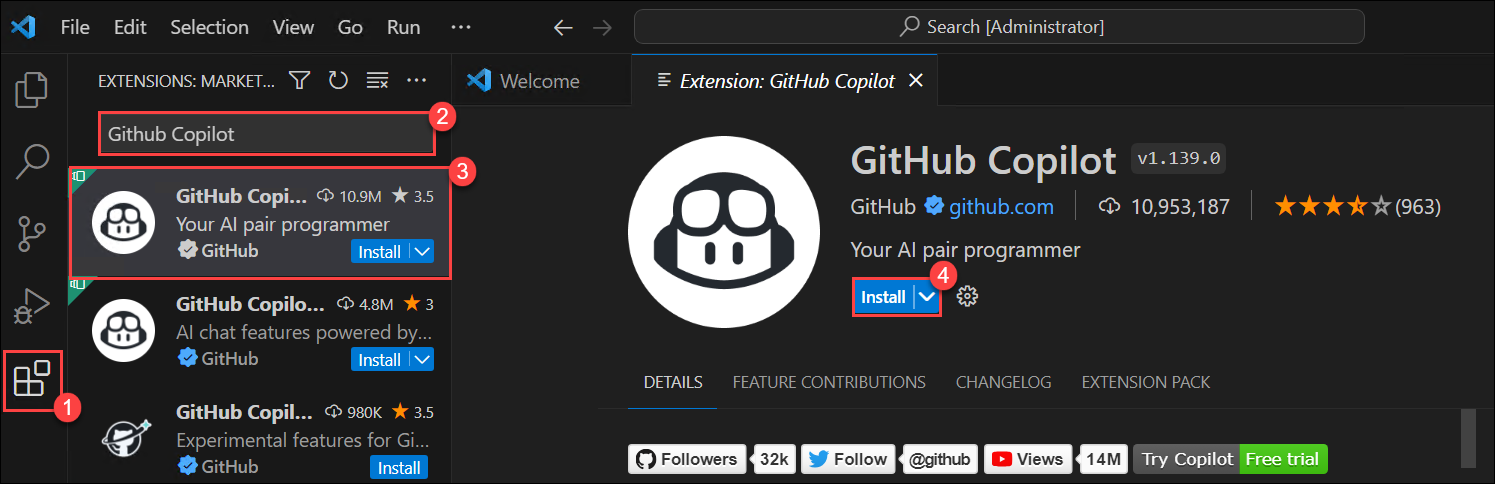 File Edit Selection View Go Run ···
Search [Administrator]
EXTENSIONS: MARKET... ···
Welcome
Extension: GitHub Copilot
2
Github Copilot
3
GitHub Copi... 10.9M ★ 3.5
Your AI pair programmer
GitHub Install
GitHub Copilo... 4.8M ★ 3
AI chat features powered by...
GitHub Install
1
GitHub Copil... 980K ★ 3.5
Experimental features for Gi...
GitHub Install
GitHub Copilot v1.139.0
GitHub github.com 10,953,187 (963)
Your AI pair programmer
4
Install
DETAILS FEATURE CONTRIBUTIONS CHANGELOG EXTENSION PACK
Followers 32k Follow @github Views 14M Try Copilot Free trial